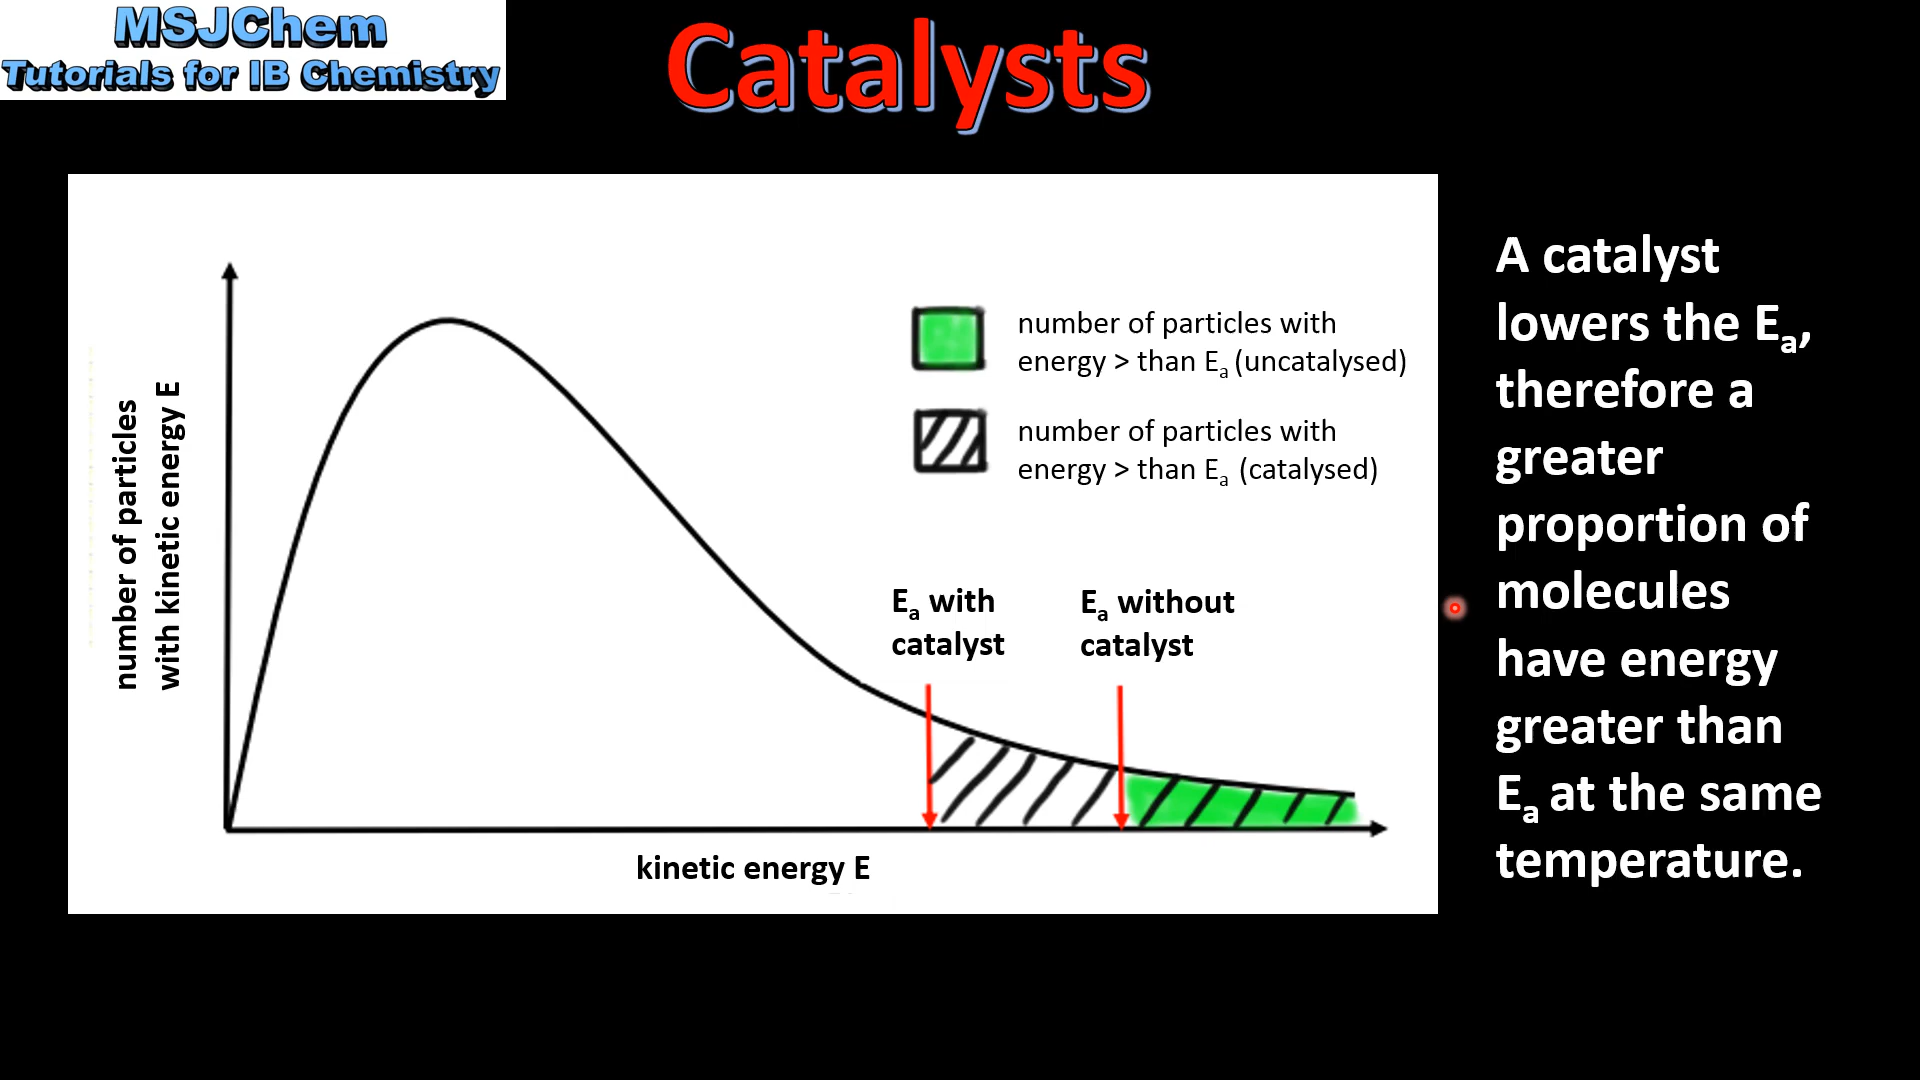 MSJChem
Tutorials for IB Chemistry
Catalysts
number of particles
with kinetic energy E
number of particles with
energy > than Ea (uncatalysed)
number of particles with
energy > than Ea (catalysed)
Ea with
catalyst
Ea without
catalyst
kinetic energy E
A catalyst
lowers the Ea,
therefore a
greater
proportion of
molecules
have energy
greater than
Ea at the same
temperature.